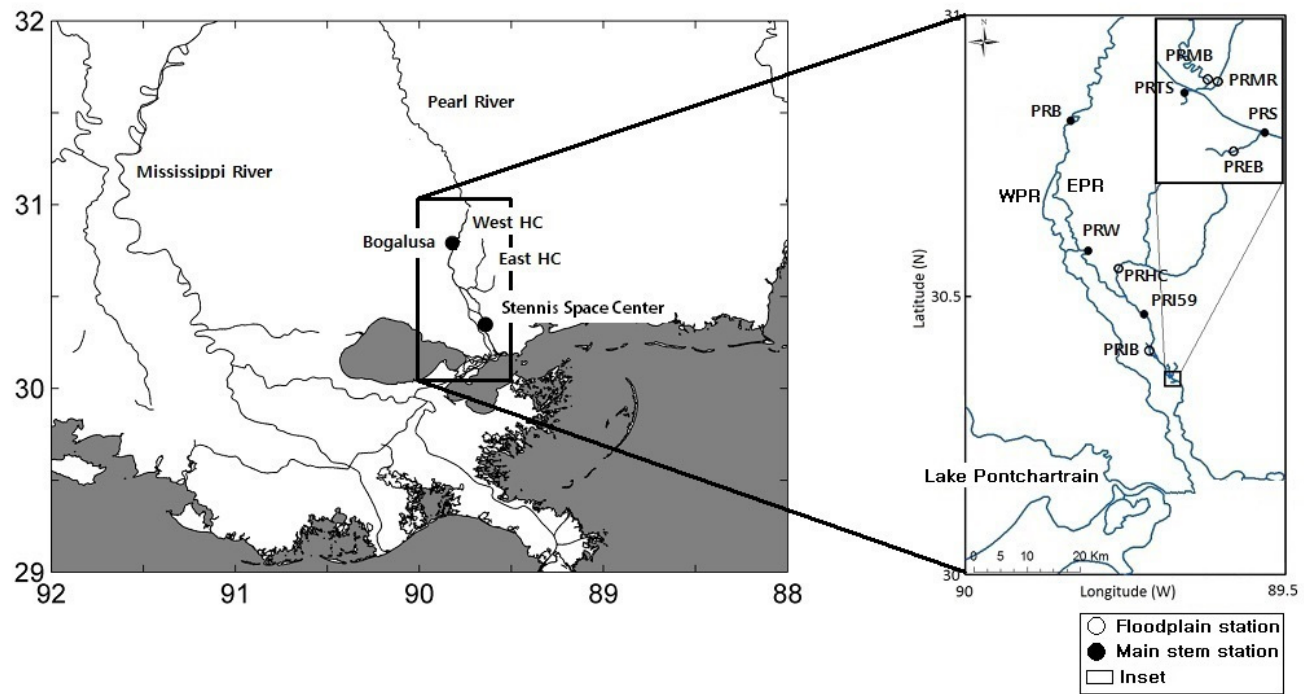 32
31
30
29
92
91
90
89
88
Pearl River
Mississippi River
West HC
Bogalusa
East HC
Stennis Space Center
31
30.5
30
Latitude (N)
N
PRMB
PRMR
PRTS
PRS
PREB
PRB
EPR
WPR
PRW
PRHC
PRI59
PRIB
Lake Pontchartrain
0 5 10 20 Km
90
89.5
Longitude (W)
Floodplain station
Main stem station
Inset